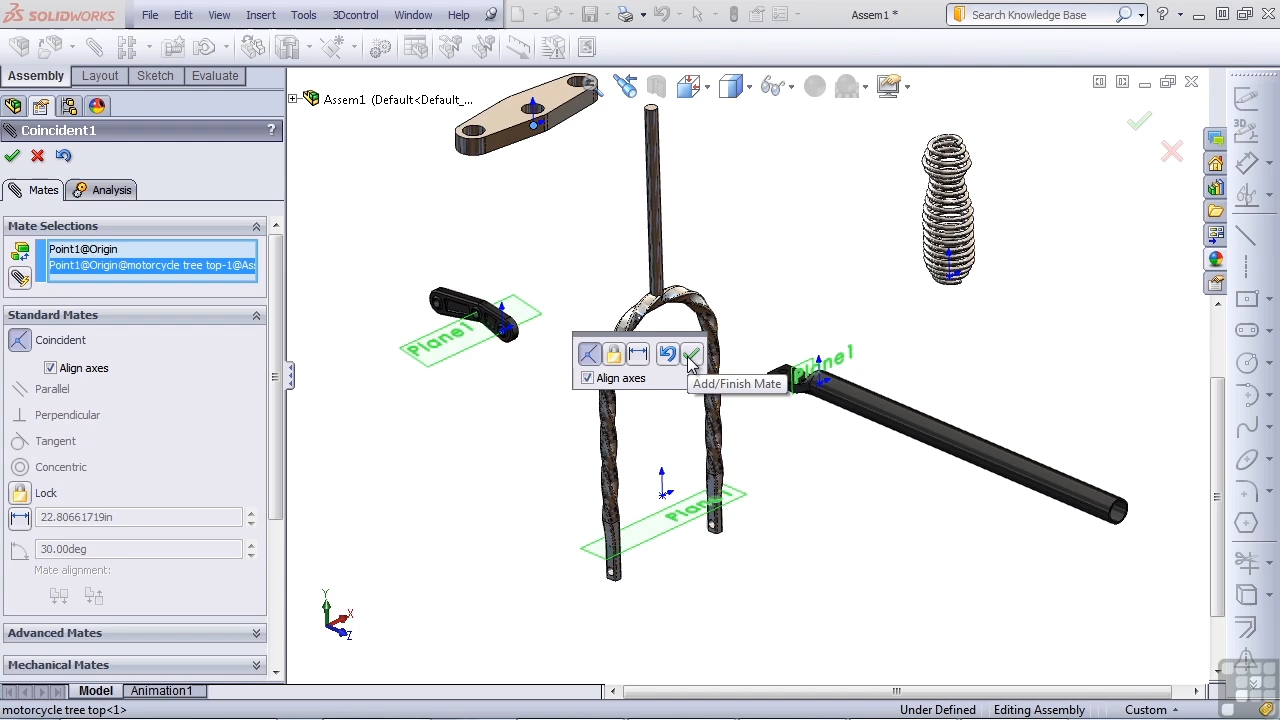 SOLIDWORKS
File Edit View Insert Tools 3Dcontrol Window Help
Assem1 *
Search Knowledge Base
?
Assembly Layout Sketch Evaluate
Assem1 (Default<Default_...
Coincident1 ?
Mates Analysis
Mate Selections
Point1@Origin
Point1@Origin@motorcycle tree top-1@As
Standard Mates
Coincident
Align axes
Parallel
Perpendicular
Tangent
Concentric
Lock
22.80661719in
30.00deg
Mate alignment:
Advanced Mates
Mechanical Mates
Plane1
Align axes
Add/Finish Mate
Plane1
Plane1
Y
X
Z
3D
Model Animation1
motorcycle tree top<1>
Under Defined Editing Assembly Custom